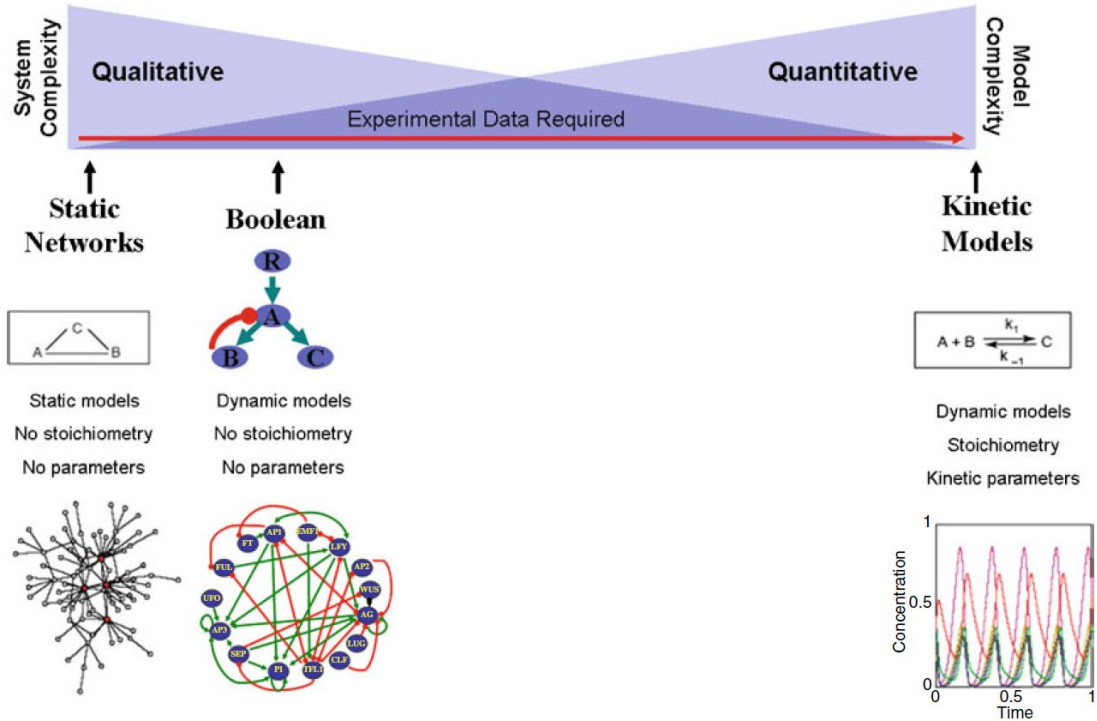 System
Complexity
Qualitative
Quantitative
Model
Complexity
Experimental Data Required
Static
Networks
C
A
B
Static models
No stoichiometry
No parameters
Boolean
R
A
B
C
Dynamic models
No stoichiometry
No parameters
AP1
EMF1
FT
LFY
FUL
AP2
WUS
UFO
AG
AP3
LUG
SEP
CLF
PI
TFL1
Kinetic
Models
k₁
A + B
C
k₋₁
Dynamic models
Stoichiometry
Kinetic parameters
1
Concentration
0.5
0
0
0.5
1
Time